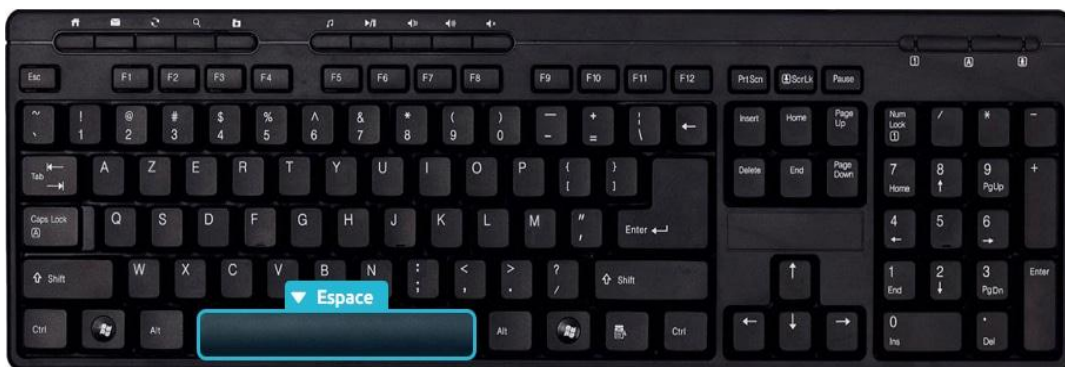 1 A
Esc F1 F2 F3 F4 F5 F6 F7 F8 F9 F10 F11 F12 PrtScn ScrLk Pause
~ ! @ # $ % ^ & * ( ) — + ¦ Insert Home Page Up Num Lock / * -
` 1 2 3 4 5 6 7 8 9 0 - = \ ←
Tab A Z E R T Y U I O P { } Delete End Page Down 7 8 9 +
[ ] Home ↑ PgUp
Caps Lock Q S D F G H J K L M " Enter 4 5 6
A , ← →
⇧ Shift W X C V B N : < > ? ⇧ Shift ↑ 1 2 3 Enter
; , . / End ↓ PgDn
▼ Espace
Ctrl Alt Alt Ctrl ← ↓ → 0 .
Ins Del